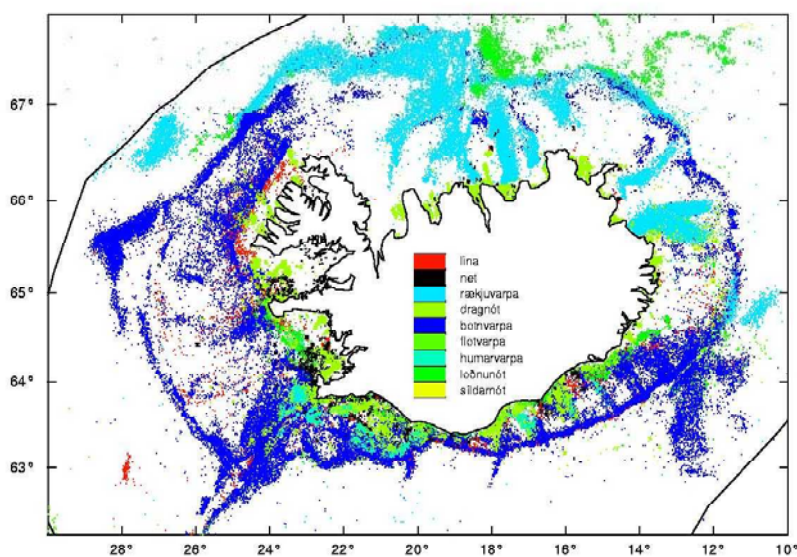 67°
66°
65°
64°
63°
lína
net
rækjuvarpa
dragnót
botnvarpa
flotvarpa
humarvarpa
loðnunót
síldarnót
28° 26° 24° 22° 20° 18° 16° 14° 12° 10°